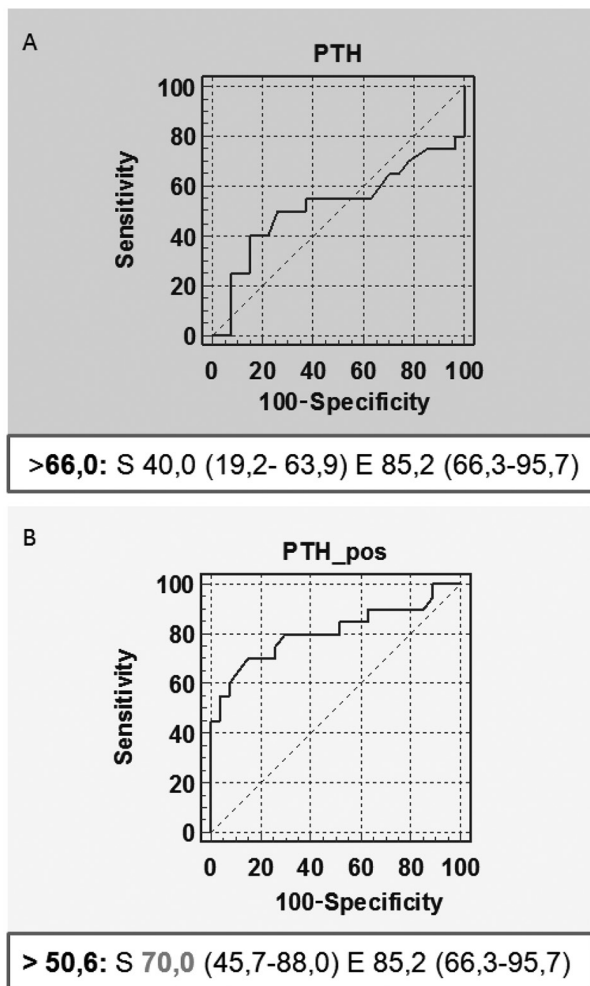 A
PTH
100
80
60
40
20
0
Sensitivity
0 20 40 60 80 100
100-Specificity
>66,0: S 40,0 (19,2- 63,9) E 85,2 (66,3-95,7)
B
PTH_pos
100
80
60
40
20
0
Sensitivity
0 20 40 60 80 100
100-Specificity
> 50,6: S 70,0 (45,7-88,0) E 85,2 (66,3-95,7)